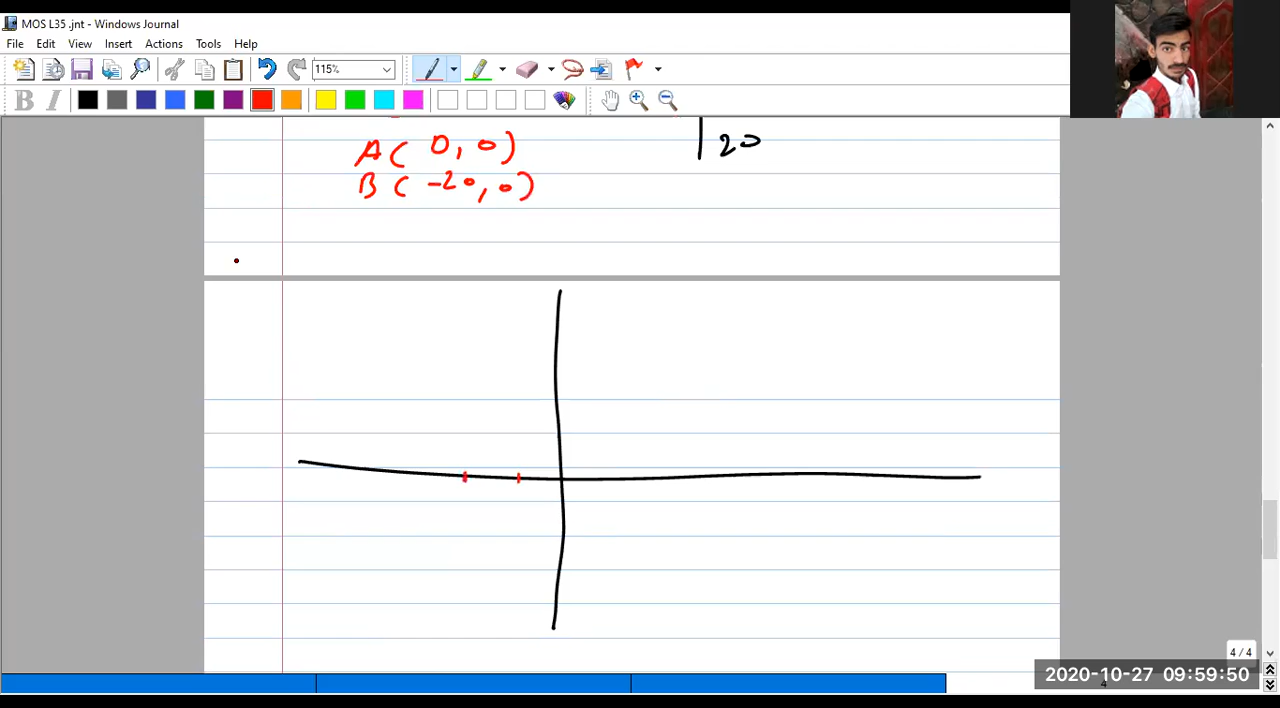 MOS L35 .jnt - Windows Journal
File Edit View Insert Actions Tools Help
115%
B I
A ( 0, 0)
20
B ( -20, 0)
4 / 4
2020-10-27 09:59:50
4